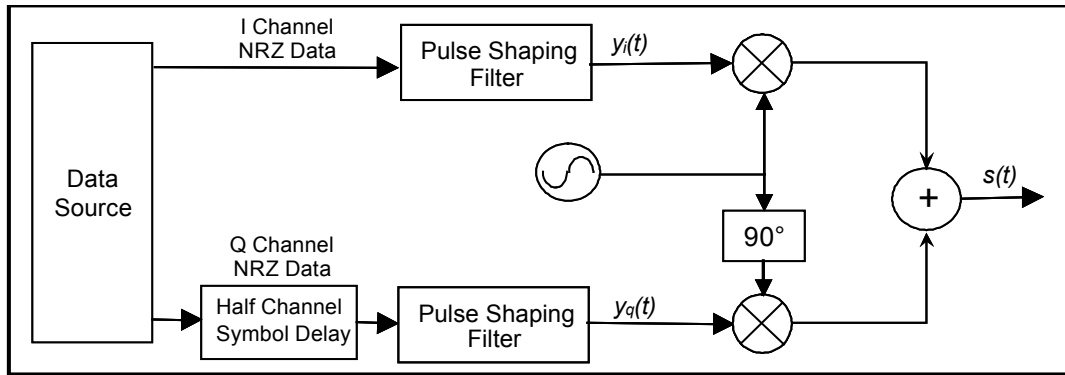 I Channel
NRZ Data
Pulse Shaping
Filter
yi(t)
Data
Source
+
s(t)
90°
Q Channel
NRZ Data
Half Channel
Symbol Delay
Pulse Shaping
Filter
yq(t)